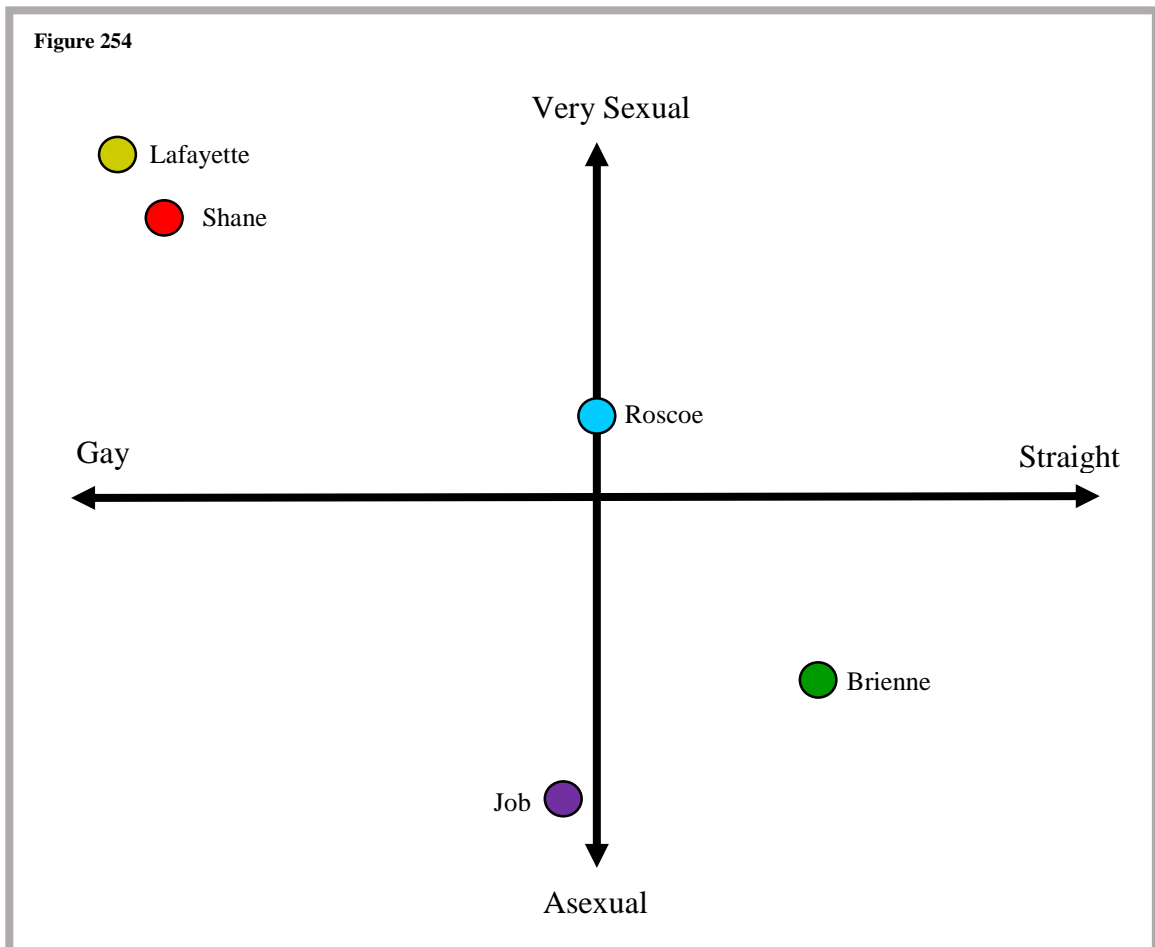 Figure 254
Very Sexual
Lafayette
Shane
Roscoe
Gay
Straight
Brienne
Job
Asexual